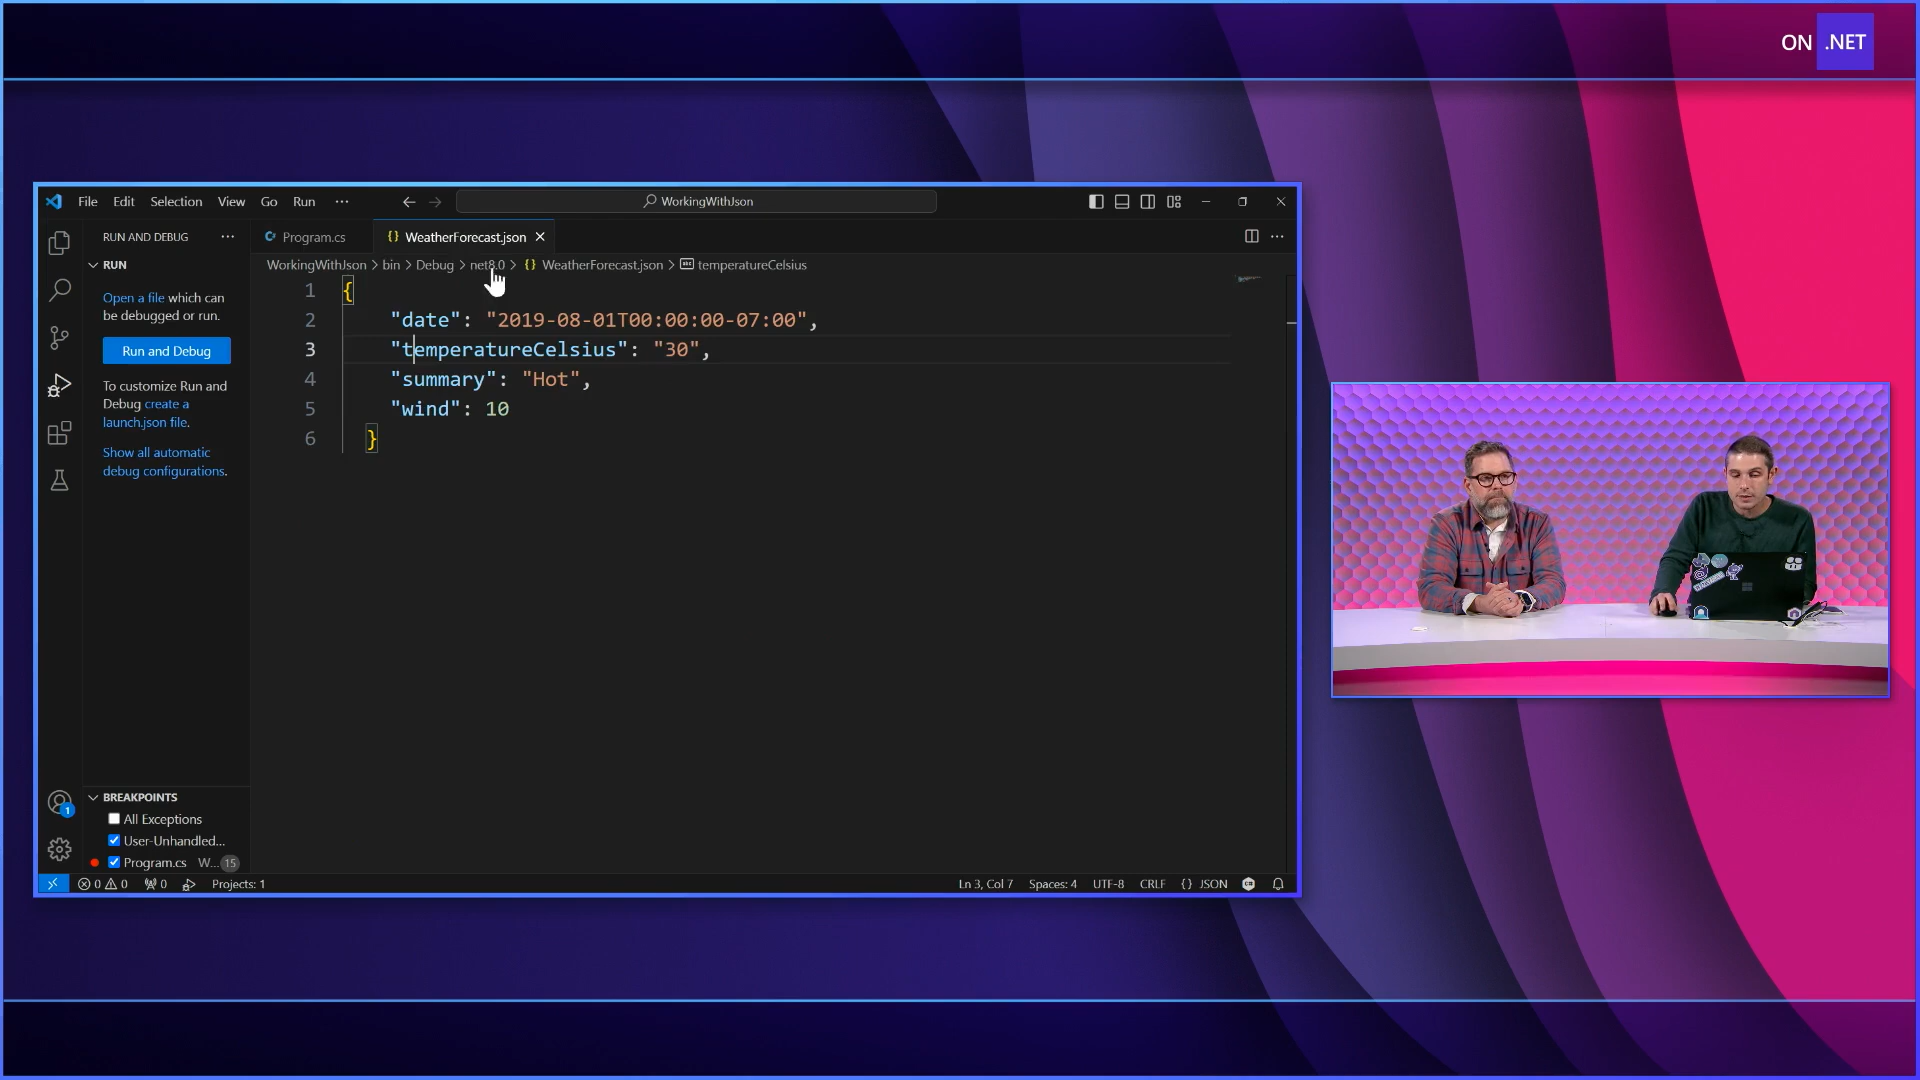 ON .NET
File Edit Selection View Go Run ···
WorkingWithJson
RUN AND DEBUG ···
Program.cs
WeatherForecast.json
WorkingWithJson > bin > Debug > net8.0 > {} WeatherForecast.json > temperatureCelsius
RUN
Open a file which can
be debugged or run.
Run and Debug
To customize Run and
Debug create a
launch.json file.
Show all automatic
debug configurations.
1 {
2 "date": "2019-08-01T00:00:00-07:00",
3 "temperatureCelsius": "30",
4 "summary": "Hot",
5 "wind": 10
6 }
BREAKPOINTS
All Exceptions
User-Unhandled...
Program.cs W... 15
1
0 0 0 Projects: 1
Ln 3, Col 7 Spaces: 4 UTF-8 CRLF {} JSON